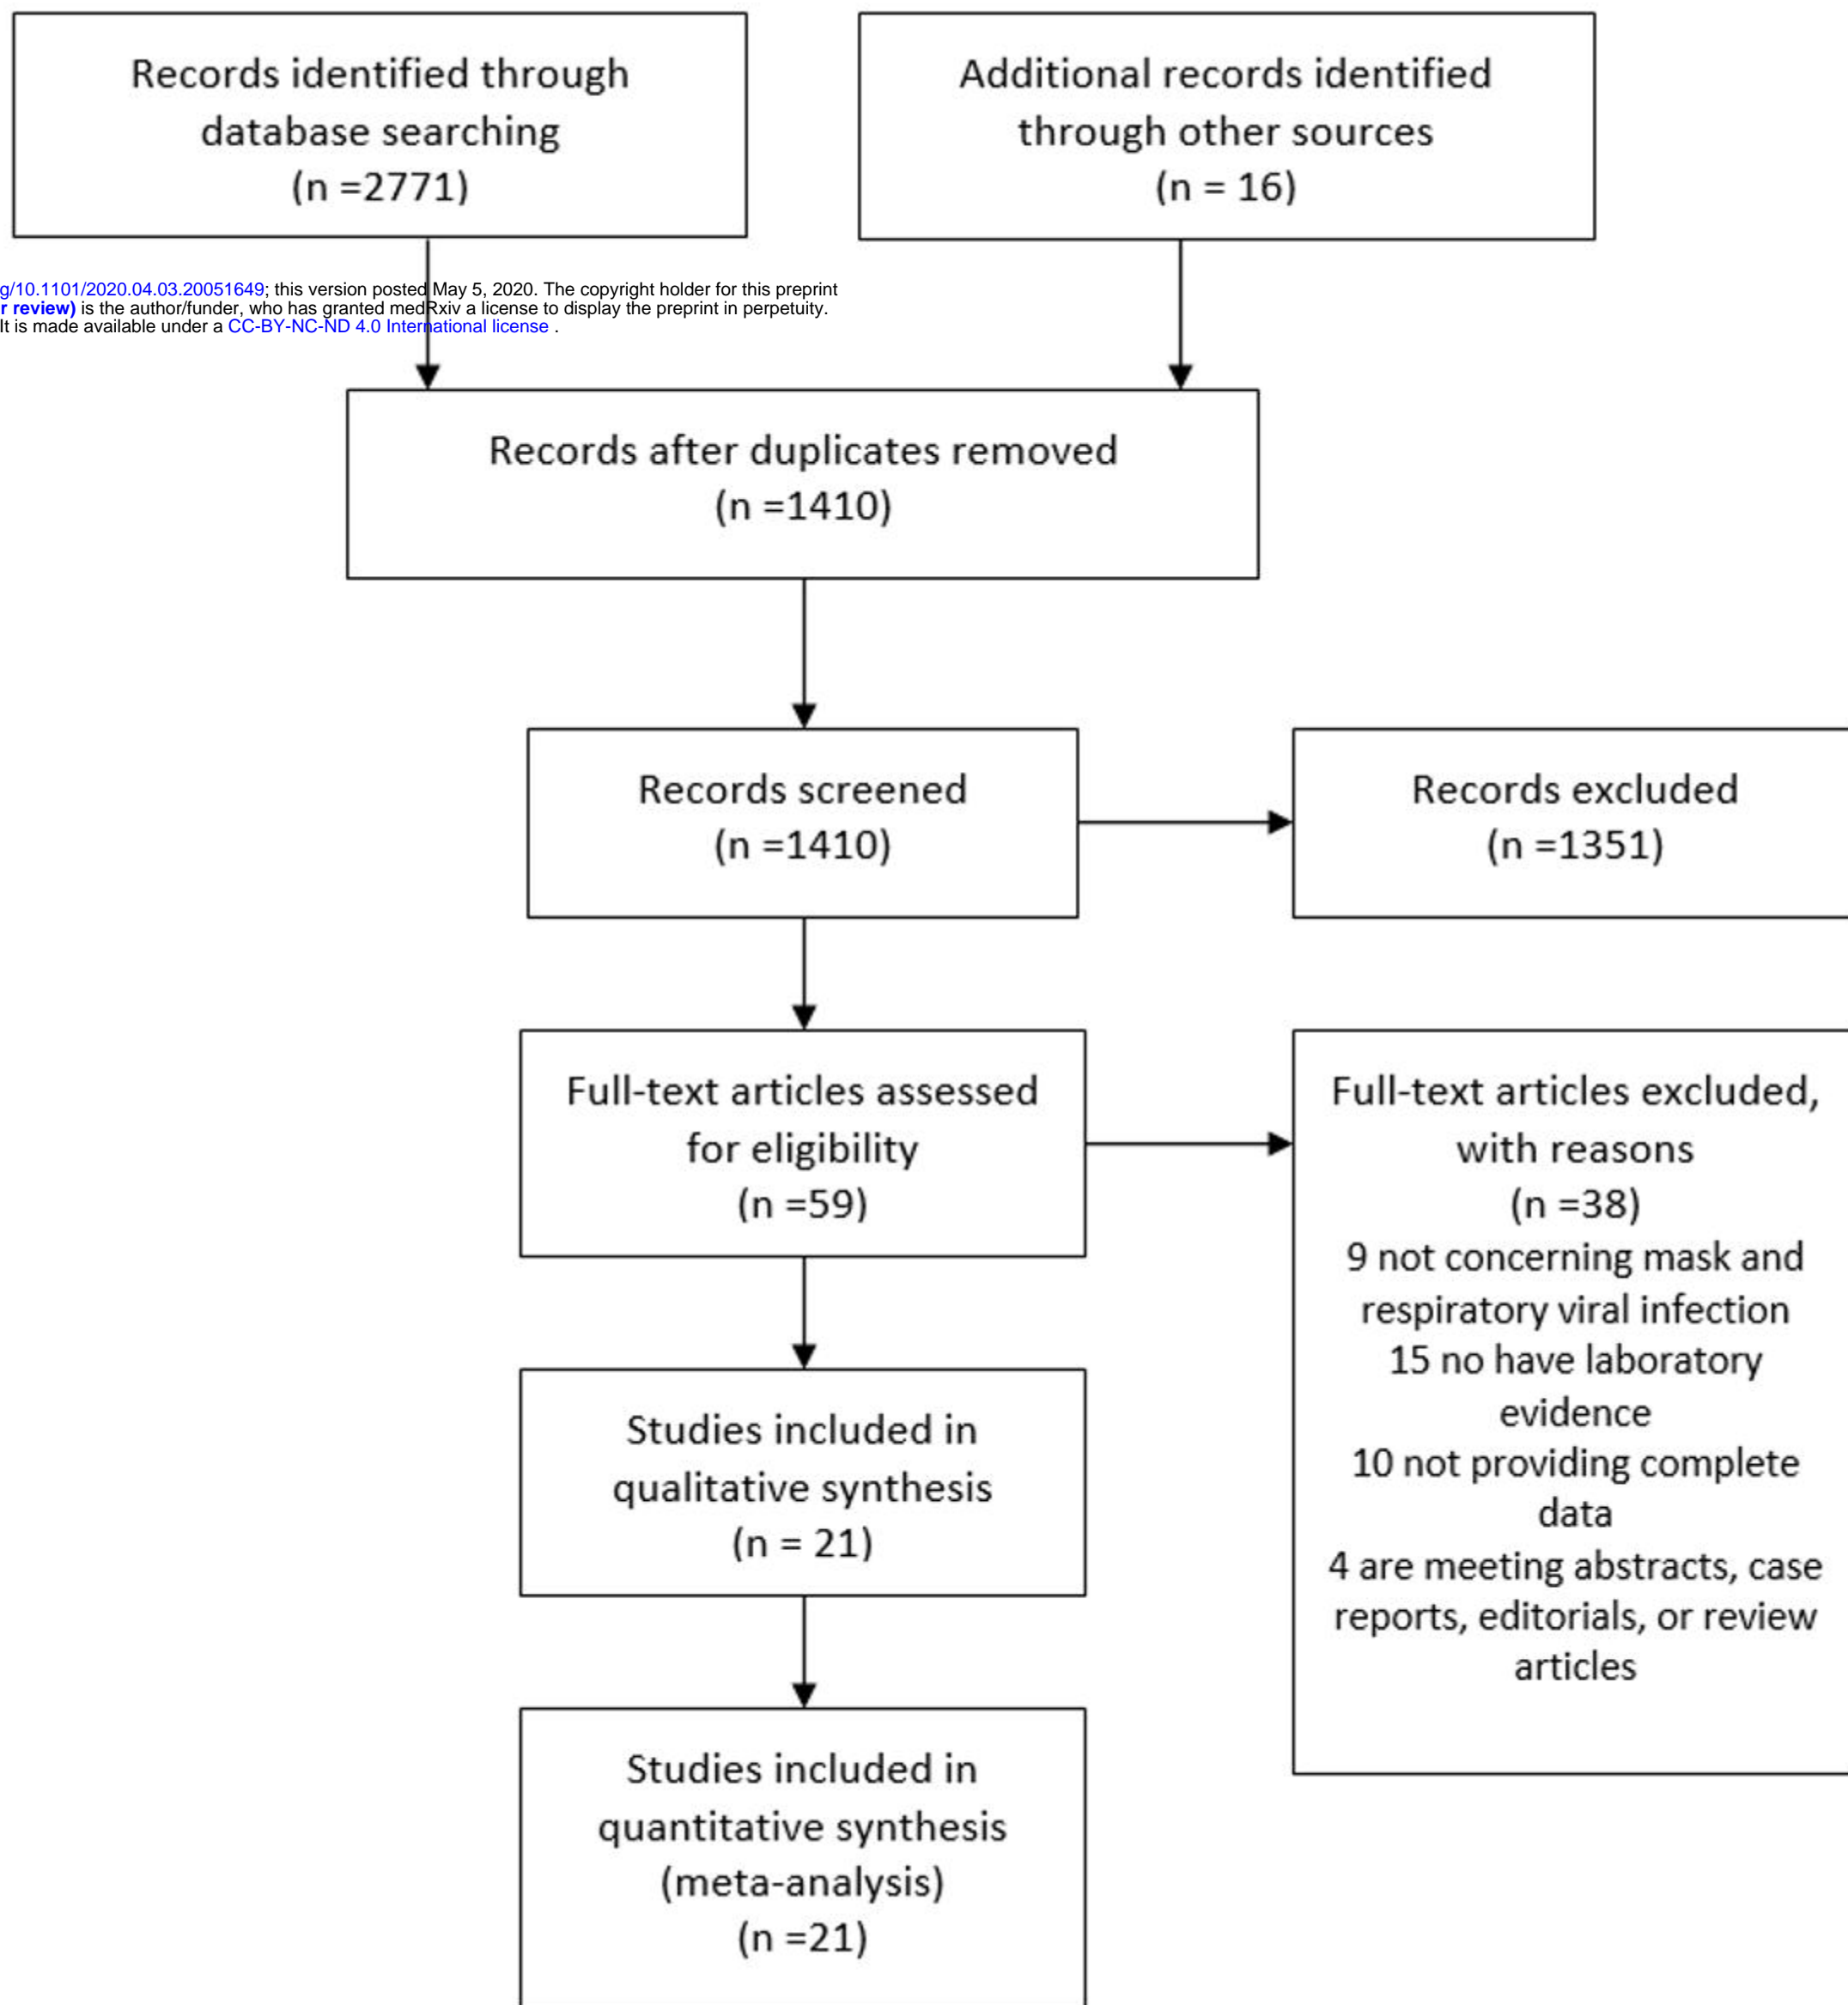 Records identified through
database searching
(n =2771)
Additional records identified
through other sources
(n = 16)
g/10.1101/2020.04.03.20051649; this version posted May 5, 2020. The copyright holder for this preprint
r review) is the author/funder, who has granted medRxiv a license to display the preprint in perpetuity.
It is made available under a CC-BY-NC-ND 4.0 International license .
Records after duplicates removed
(n =1410)
Records screened
(n =1410)
Records excluded
(n =1351)
Full-text articles assessed
for eligibility
(n =59)
Full-text articles excluded,
with reasons
(n =38)
9 not concerning mask and
respiratory viral infection
15 no have laboratory
evidence
10 not providing complete
data
4 are meeting abstracts, case
reports, editorials, or review
articles
Studies included in
qualitative synthesis
(n = 21)
Studies included in
quantitative synthesis
(meta-analysis)
(n =21)